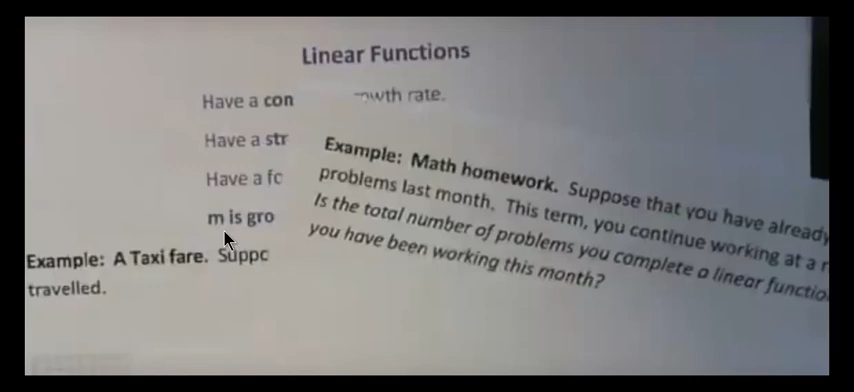 Linear Functions
Have a con
owth rate.
Have a str
Have a fc
m is gro
Example: A Taxi fare. Suppo
travelled.
Example: Math homework. Suppose that you have already
problems last month. This term, you continue working at a r
Is the total number of problems you complete a linear functio
you have been working this month?